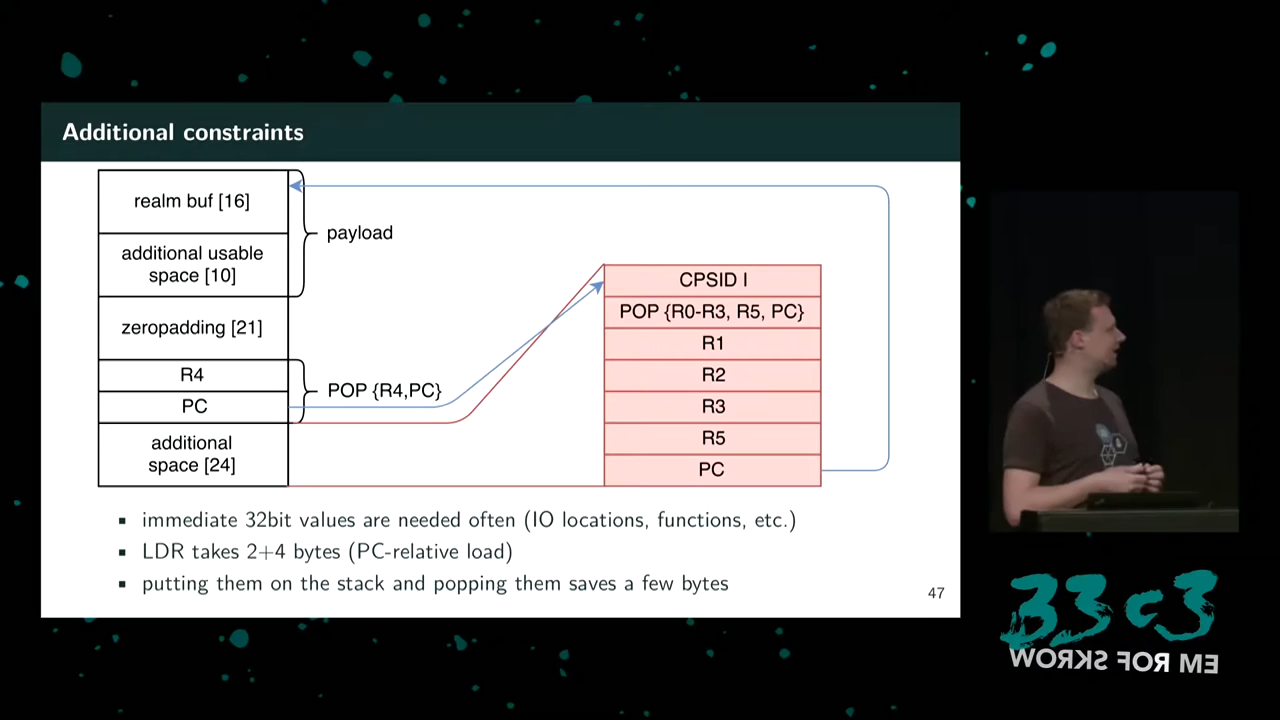 Additional constraints
realm buf [16]
additional usable
space [10]
payload
zeropadding [21]
R4
PC
POP {R4,PC}
additional
space [24]
CPSID I
POP {R0-R3, R5, PC}
R1
R2
R3
R5
PC
immediate 32bit values are needed often (IO locations, functions, etc.)
LDR takes 2+4 bytes (PC-relative load)
putting them on the stack and popping them saves a few bytes
47
33c3
WORKS FOR ME